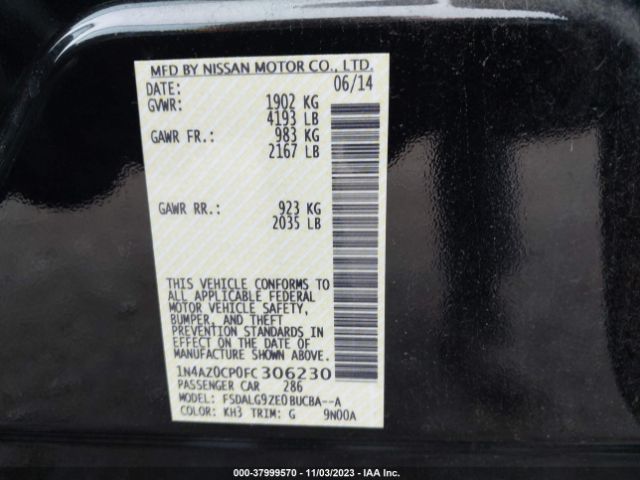 MFD BY NISSAN MOTOR CO., LTD.
DATE: 06/14
GVWR: 1902 KG
4193 LB
GAWR FR.: 983 KG
2167 LB
GAWR RR.: 923 KG
2035 LB
THIS VEHICLE CONFORMS TO
ALL APPLICABLE FEDERAL
MOTOR VEHICLE SAFETY,
BUMPER, AND THEFT
PREVENTION STANDARDS IN
EFFECT ON THE DATE OF
MANUFACTURE SHOWN ABOVE.
1N4AZ0CP0FC306230
PASSENGER CAR 286
MODEL: FSDALG9ZE0BUCBA--A
COLOR: KH3 TRIM: G 9N00A
000-37999570 - 11/03/2023 - IAA Inc.